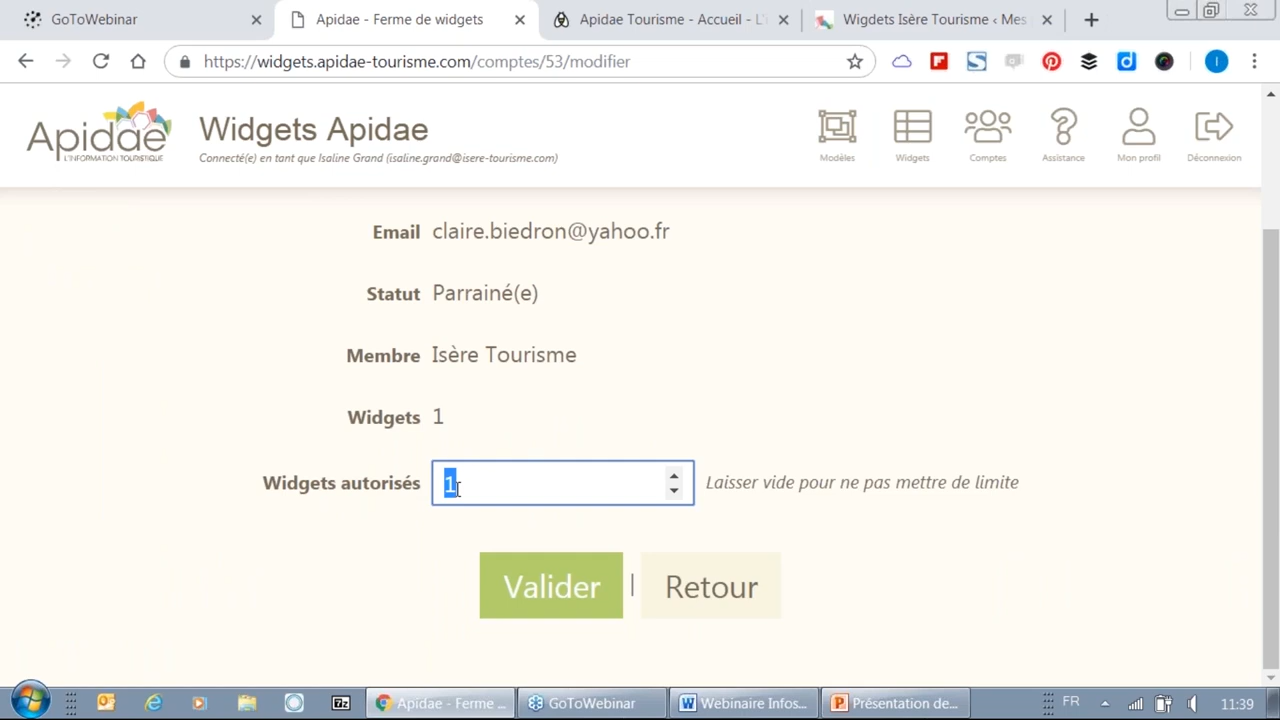 GoToWebinar
Apidae - Ferme de widgets
Apidae Tourisme - Accueil - L'i
Wigdets Isère Tourisme ‹ Mes
https://widgets.apidae-tourisme.com/comptes/53/modifier
Apidae
L'INFORMATION TOURISTIQUE
Widgets Apidae
Connecté(e) en tant que Isaline Grand (isaline.grand@isere-tourisme.com)
Modèles
Widgets
Comptes
Assistance
Mon profil
Déconnexion
Email claire.biedron@yahoo.fr
Statut Parrainé(e)
Membre Isère Tourisme
Widgets 1
Widgets autorisés 1 Laisser vide pour ne pas mettre de limite
Valider | Retour
Apidae - Ferme ...
GoToWebinar
Webinaire Infos...
Présentation de...
FR
11:39